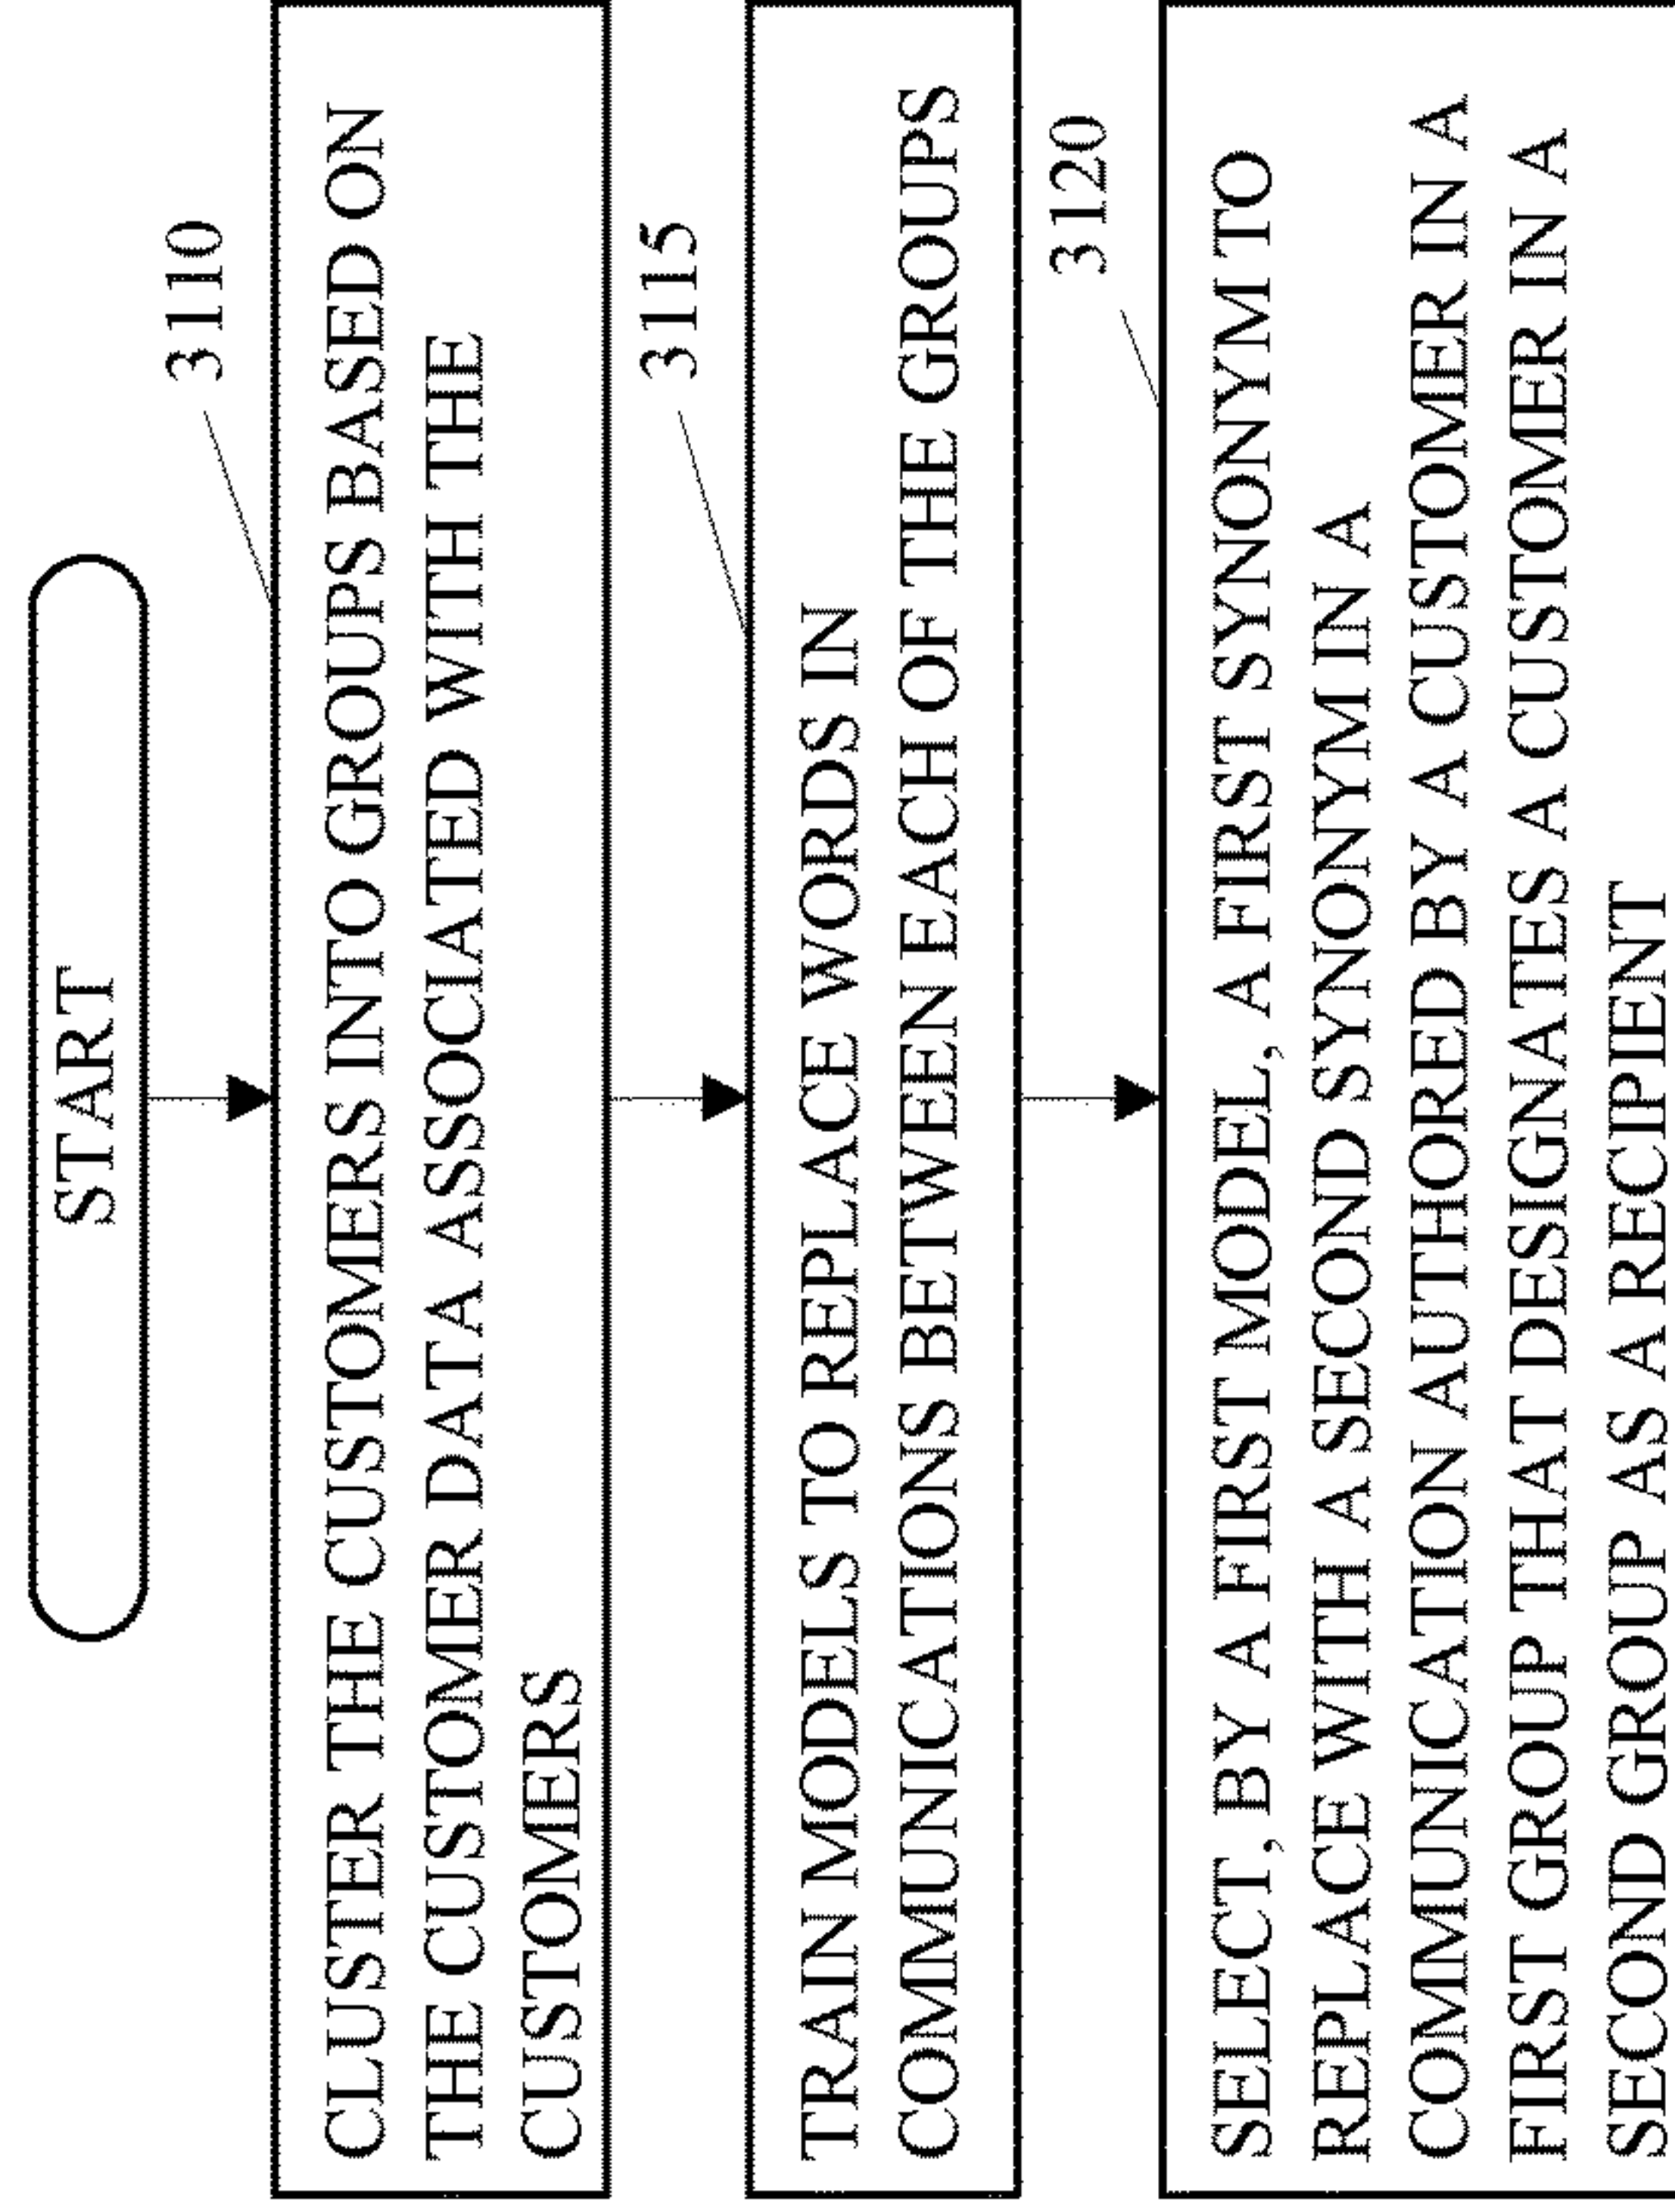 START
3110
CLUSTER THE CUSTOMERS INTO GROUPS BASED ON
THE CUSTOMER DATA ASSOCIATED WITH THE
CUSTOMERS
3115
TRAIN MODELS TO REPLACE WORDS IN
COMMUNICATIONS BETWEEN EACH OF THE GROUPS
3120
SELECT, BY A FIRST MODEL, A FIRST SYNONYM TO
REPLACE WITH A SECOND SYNONYM IN A
COMMUNICATION AUTHORED BY A CUSTOMER IN A
FIRST GROUP THAT DESIGNATES A CUSTOMER IN A
SECOND GROUP AS A RECIPIENT